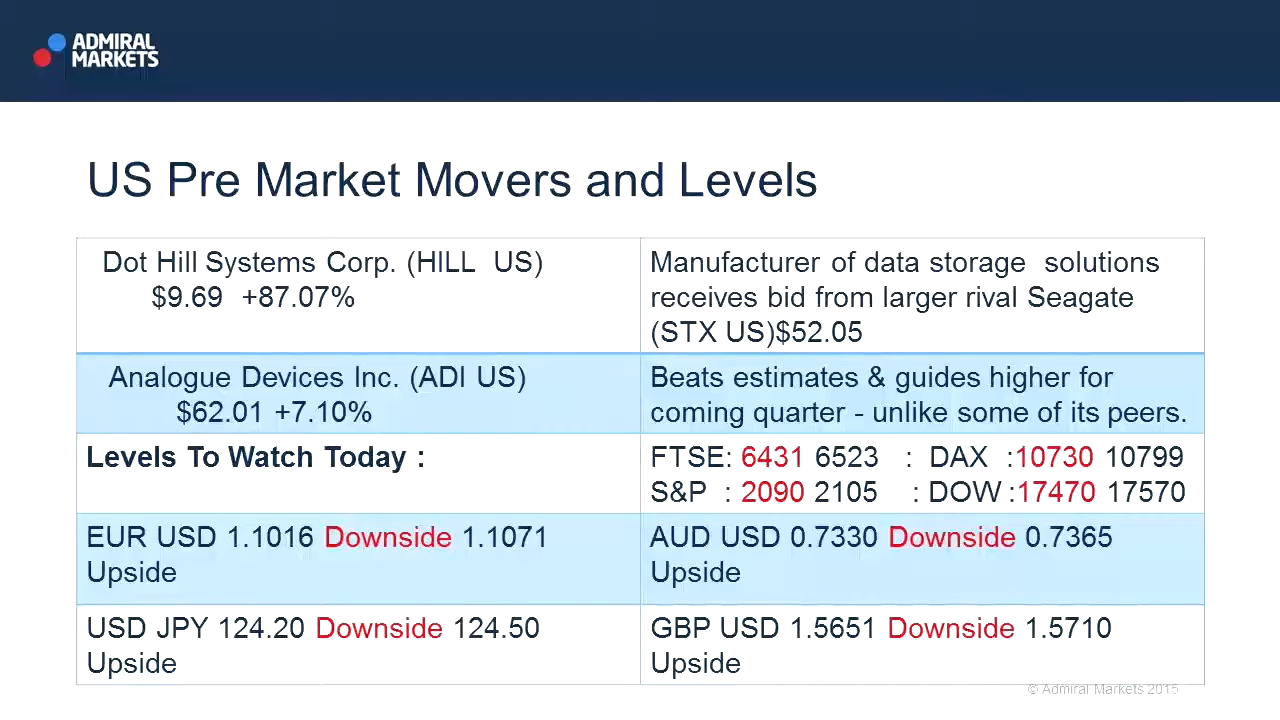 ADMIRAL
MARKETS
US Pre Market Movers and Levels
Dot Hill Systems Corp. (HILL US)
$9.69 +87.07%
Manufacturer of data storage solutions
receives bid from larger rival Seagate
(STX US)$52.05
Analogue Devices Inc. (ADI US)
$62.01 +7.10%
Beats estimates & guides higher for
coming quarter - unlike some of its peers.
Levels To Watch Today :
FTSE: 6431 6523 : DAX :10730 10799
S&P : 2090 2105 : DOW :17470 17570
EUR USD 1.1016 Downside 1.1071
Upside
AUD USD 0.7330 Downside 0.7365
Upside
USD JPY 124.20 Downside 124.50
Upside
GBP USD 1.5651 Downside 1.5710
Upside
© Admiral Markets 2015